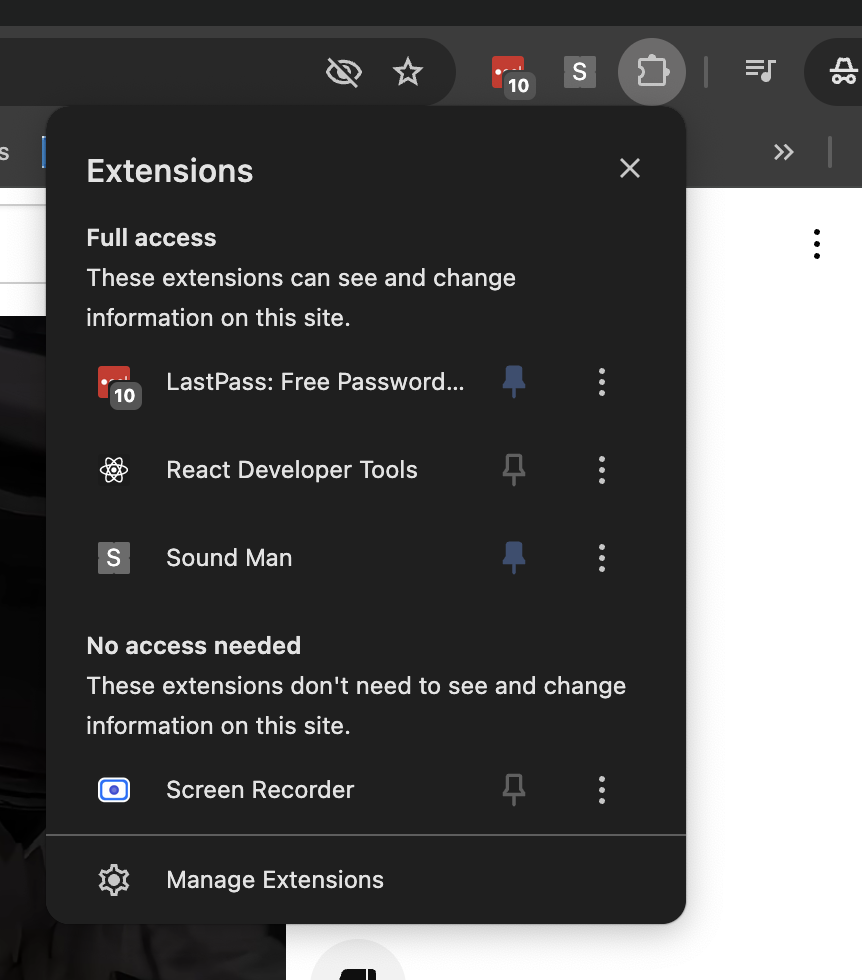 10
S
s
Extensions
Full access
These extensions can see and change
information on this site.
10
LastPass: Free Password...
React Developer Tools
S
Sound Man
No access needed
These extensions don't need to see and change
information on this site.
Screen Recorder
Manage Extensions